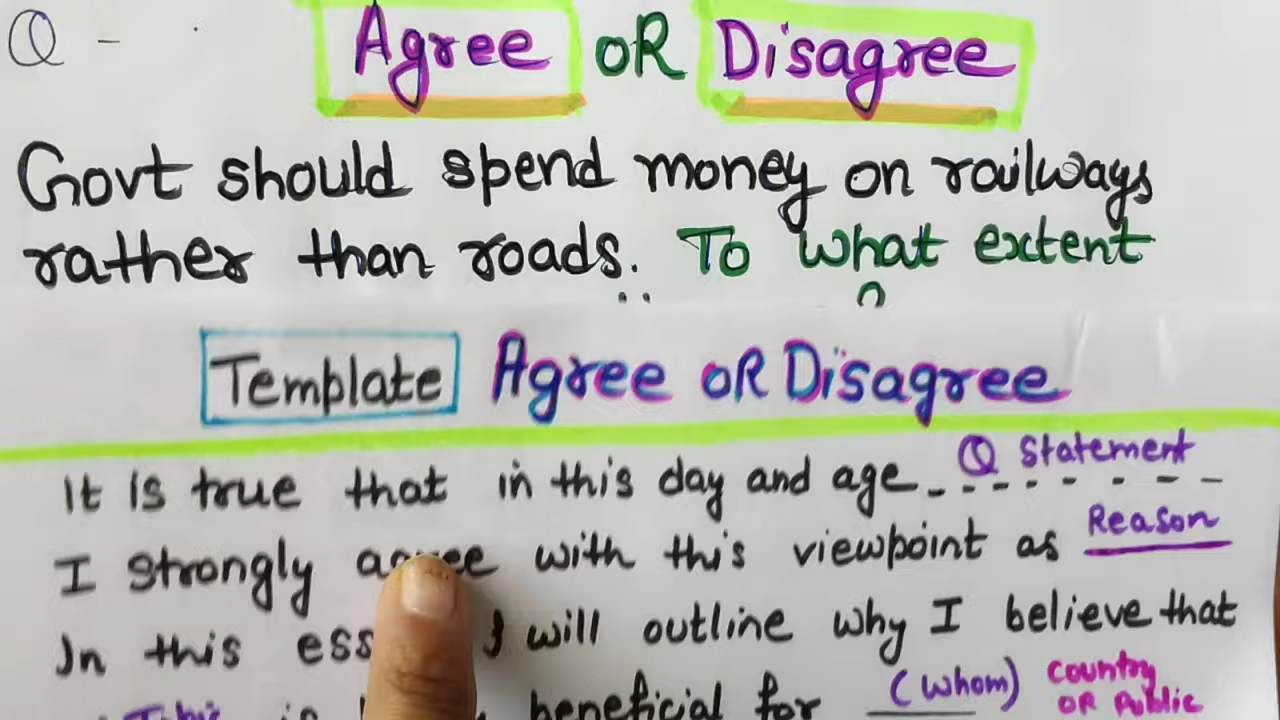 Q -
Agree OR Disagree
Govt should spend money on railways
rather than roads. To what extent
Template Agree OR Disagree
It is true that in this day and age Q Statement
I strongly agree with this viewpoint as Reason
In this I will outline why I believe that
is beneficial for (whom) country
OR Public